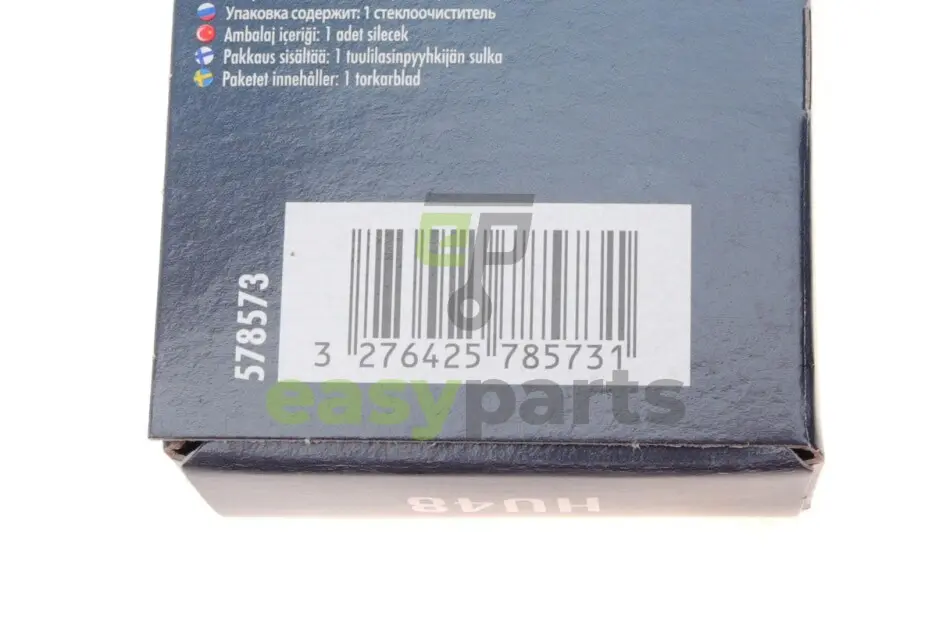 Упаковка содержит: 1 стеклоочиститель
Ambalaj içeriği: 1 adet silecek
Pakkaus sisältää: 1 tuulilasinpyyhkijän sulka
Paketet innehåller: 1 torkarblad
578573
ep
3 276425 785731
easyparts
HU48